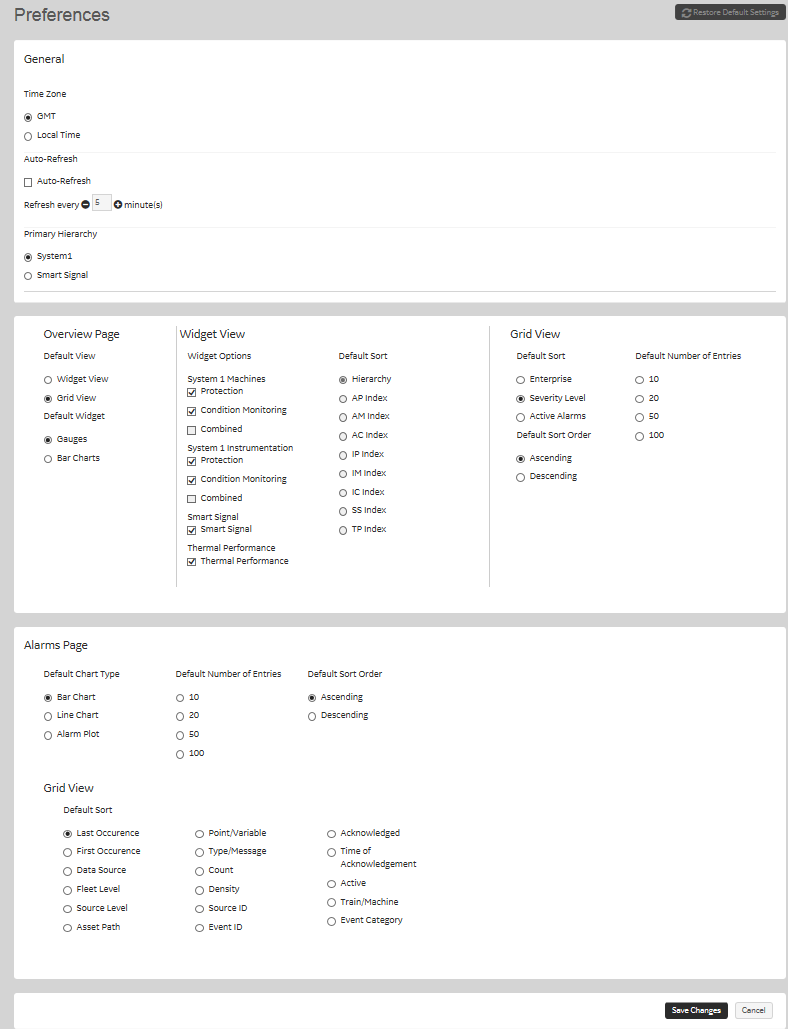 Preferences
Restore Default Settings
General
Time Zone
GMT
Local Time
Auto-Refresh
Auto-Refresh
Refresh every 5 minute(s)
Primary Hierarchy
System1
Smart Signal
Overview Page
Default View
Widget View
Grid View
Default Widget
Gauges
Bar Charts
Widget View
Widget Options
System 1 Machines
Protection
Condition Monitoring
Combined
System 1 Instrumentation
Protection
Condition Monitoring
Combined
Smart Signal
Smart Signal
Thermal Performance
Thermal Performance
Default Sort
Hierarchy
AP Index
AM Index
AC Index
IP Index
IM Index
IC Index
SS Index
TP Index
Grid View
Default Sort
Enterprise
Severity Level
Active Alarms
Default Sort Order
Ascending
Descending
Default Number of Entries
10
20
50
100
Alarms Page
Default Chart Type
Bar Chart
Line Chart
Alarm Plot
Default Number of Entries
10
20
50
100
Default Sort Order
Ascending
Descending
Grid View
Default Sort
Last Occurence
First Occurence
Data Source
Fleet Level
Source Level
Asset Path
Point/Variable
Type/Message
Count
Density
Source ID
Event ID
Acknowledged
Time of
Acknowledgement
Active
Train/Machine
Event Category
Save Changes
Cancel